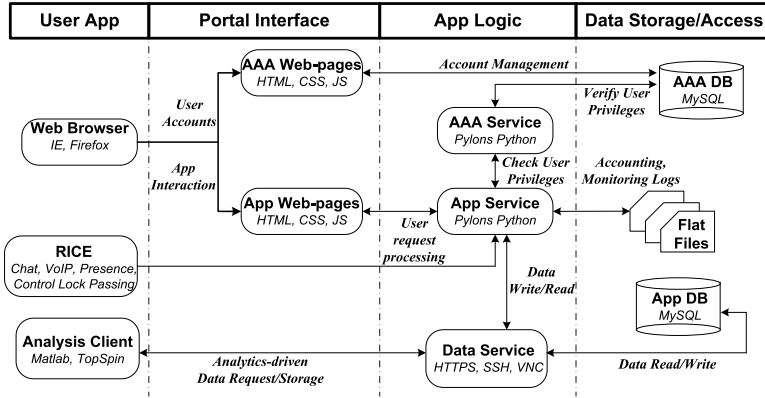 User App
Portal Interface
App Logic
Data Storage/Access
AAA Web-pages
HTML, CSS, JS
Account Management
AAA DB
MySQL
Verify User
Privileges
User
Accounts
Web Browser
IE, Firefox
AAA Service
Pylons Python
App
Interaction
Check User
Privileges
Accounting,
Monitoring Logs
App Web-pages
HTML, CSS, JS
App Service
Pylons Python
Flat
Files
User
request
processing
RICE
Chat, VoIP, Presence,
Control Lock Passing
Data
Write/Read
App DB
MySQL
Analysis Client
Matlab, TopSpin
Analytics-driven
Data Request/Storage
Data Service
HTTPS, SSH, VNC
Data Read/Write